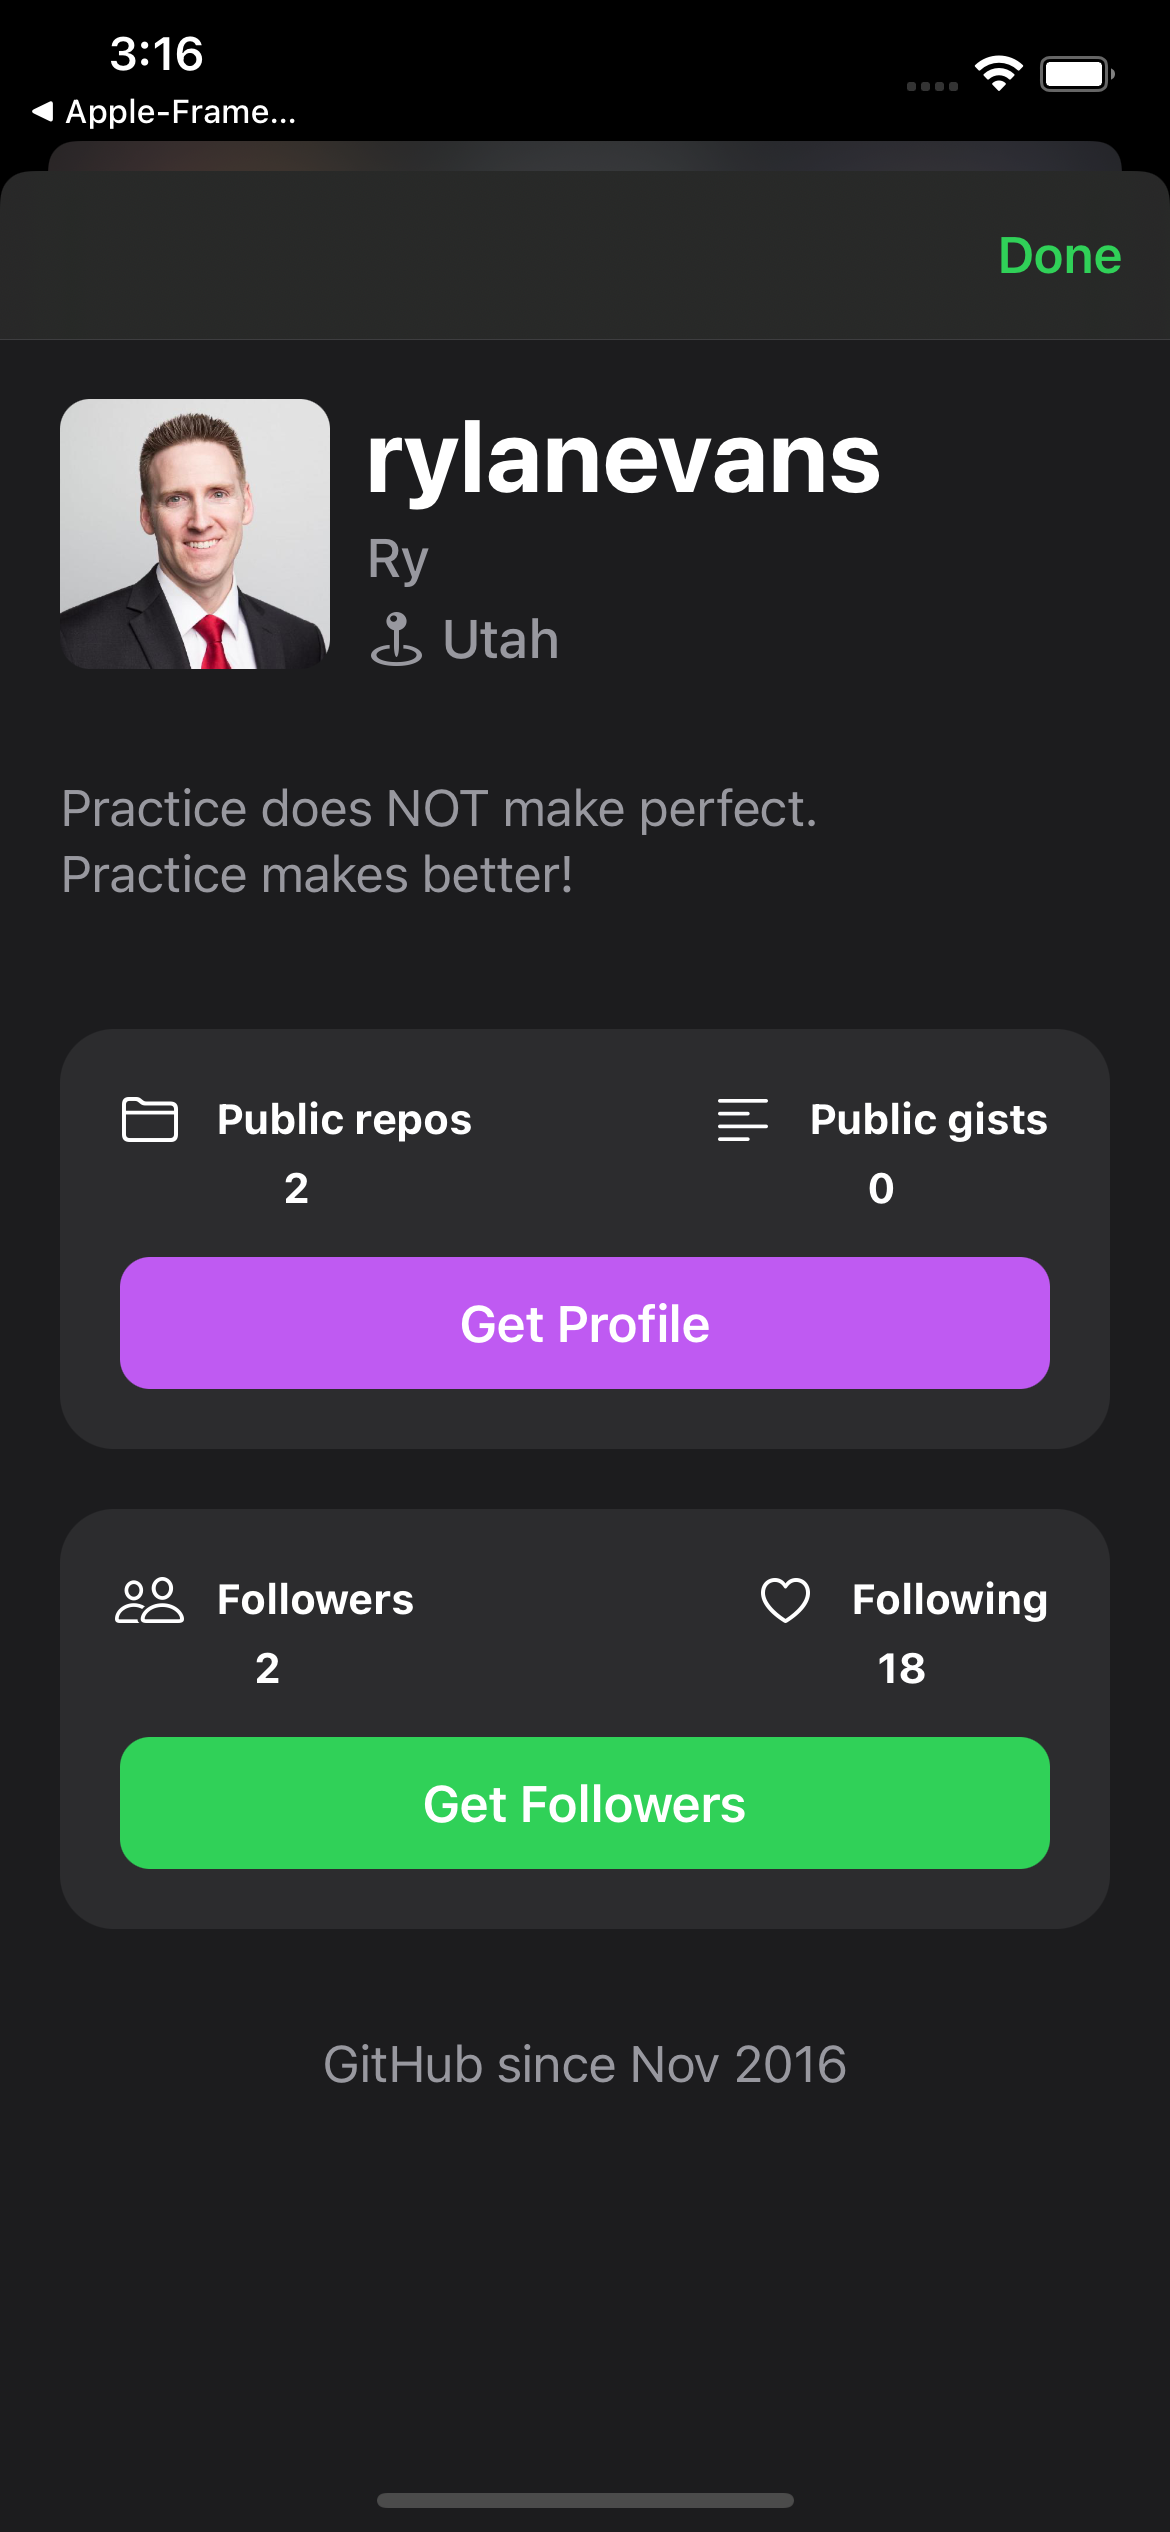 3:16
◀ Apple-Frame...
Done
rylanevans
Ry
Utah
Practice does NOT make perfect.
Practice makes better!
Public repos
2
Public gists
0
Get Profile
Followers
2
Following
18
Get Followers
GitHub since Nov 2016